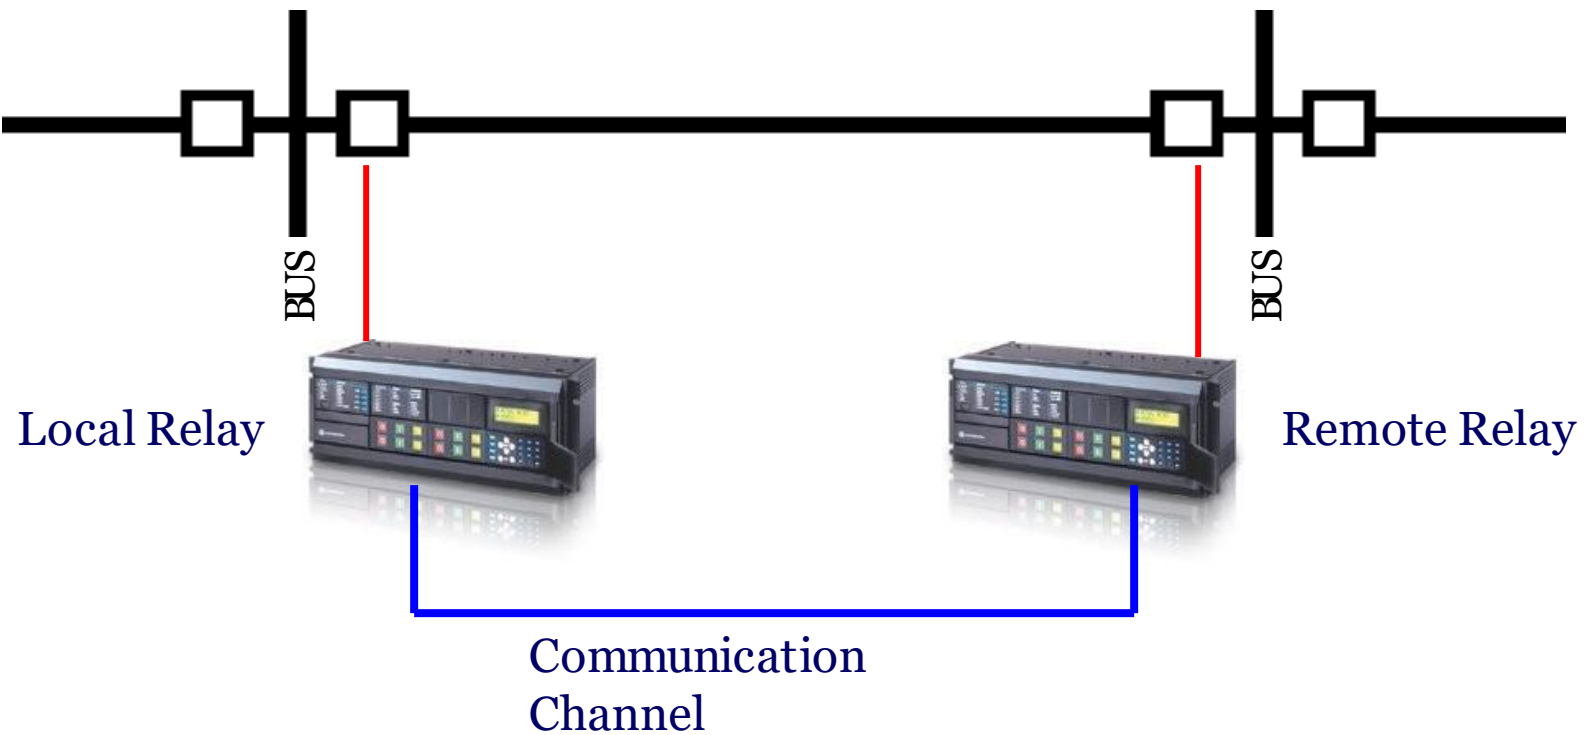 BUS
BUS
Local Relay
Remote Relay
Communication
Channel